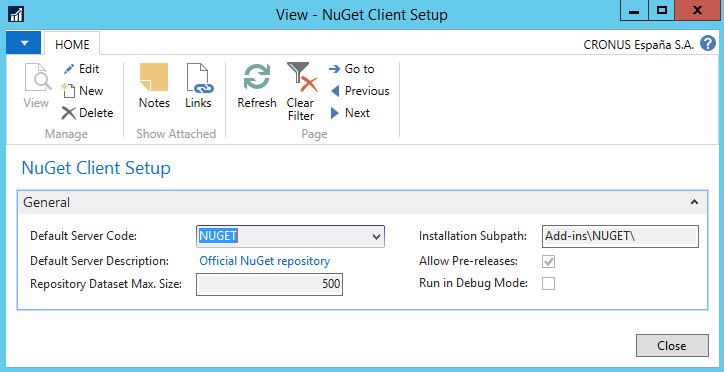 View - NuGet Client Setup
HOME
CRONUS España S.A.
View
Edit
New
Delete
Manage
Notes
Links
Show Attached
Refresh
Clear
Filter
Go to
Previous
Next
Page
NuGet Client Setup
General
Default Server Code: NUGET
Default Server Description: Official NuGet repository
Repository Dataset Max. Size: 500
Installation Subpath: Add-ins\NUGET\
Allow Pre-releases:
Run in Debug Mode:
Close